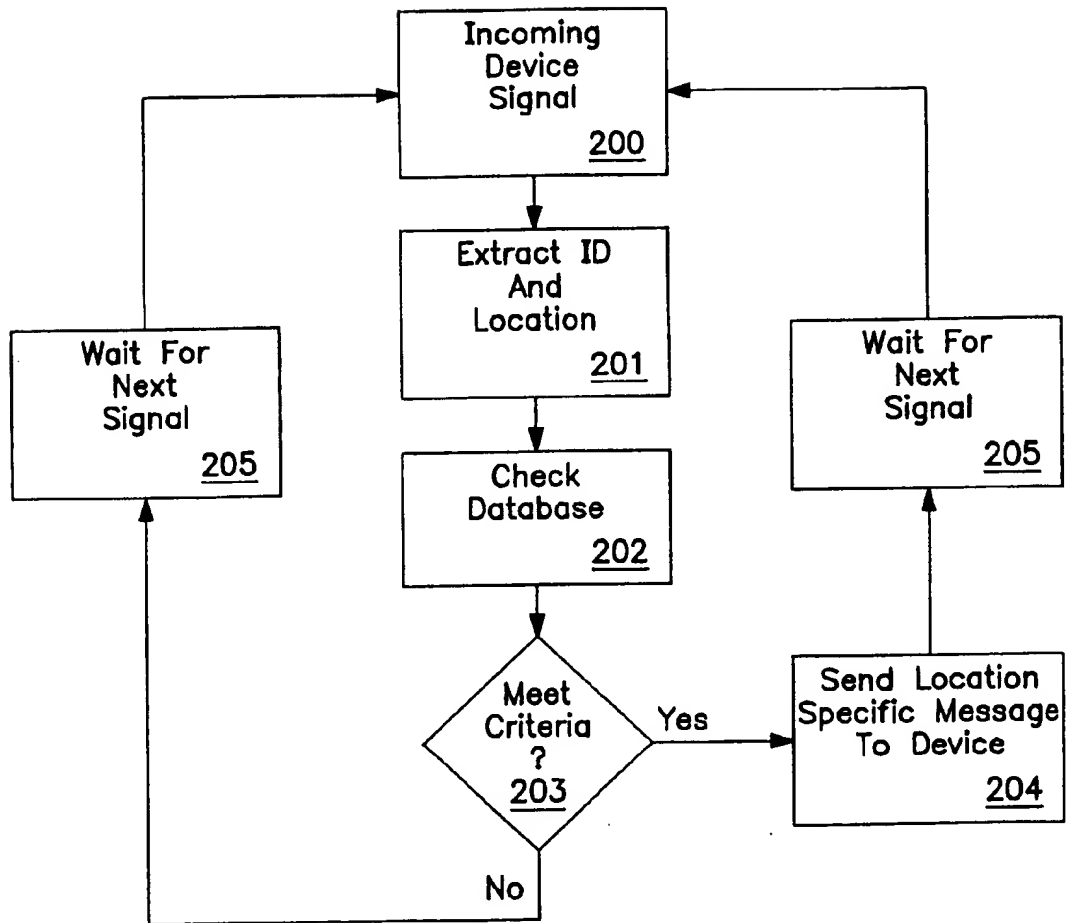 Incoming
Device
Signal
200
Extract ID
And
Location
201
Wait For
Next
Signal
205
Wait For
Next
Signal
205
Check
Database
202
Meet
Criteria
?
203
Yes
No
Send Location
Specific Message
To Device
204